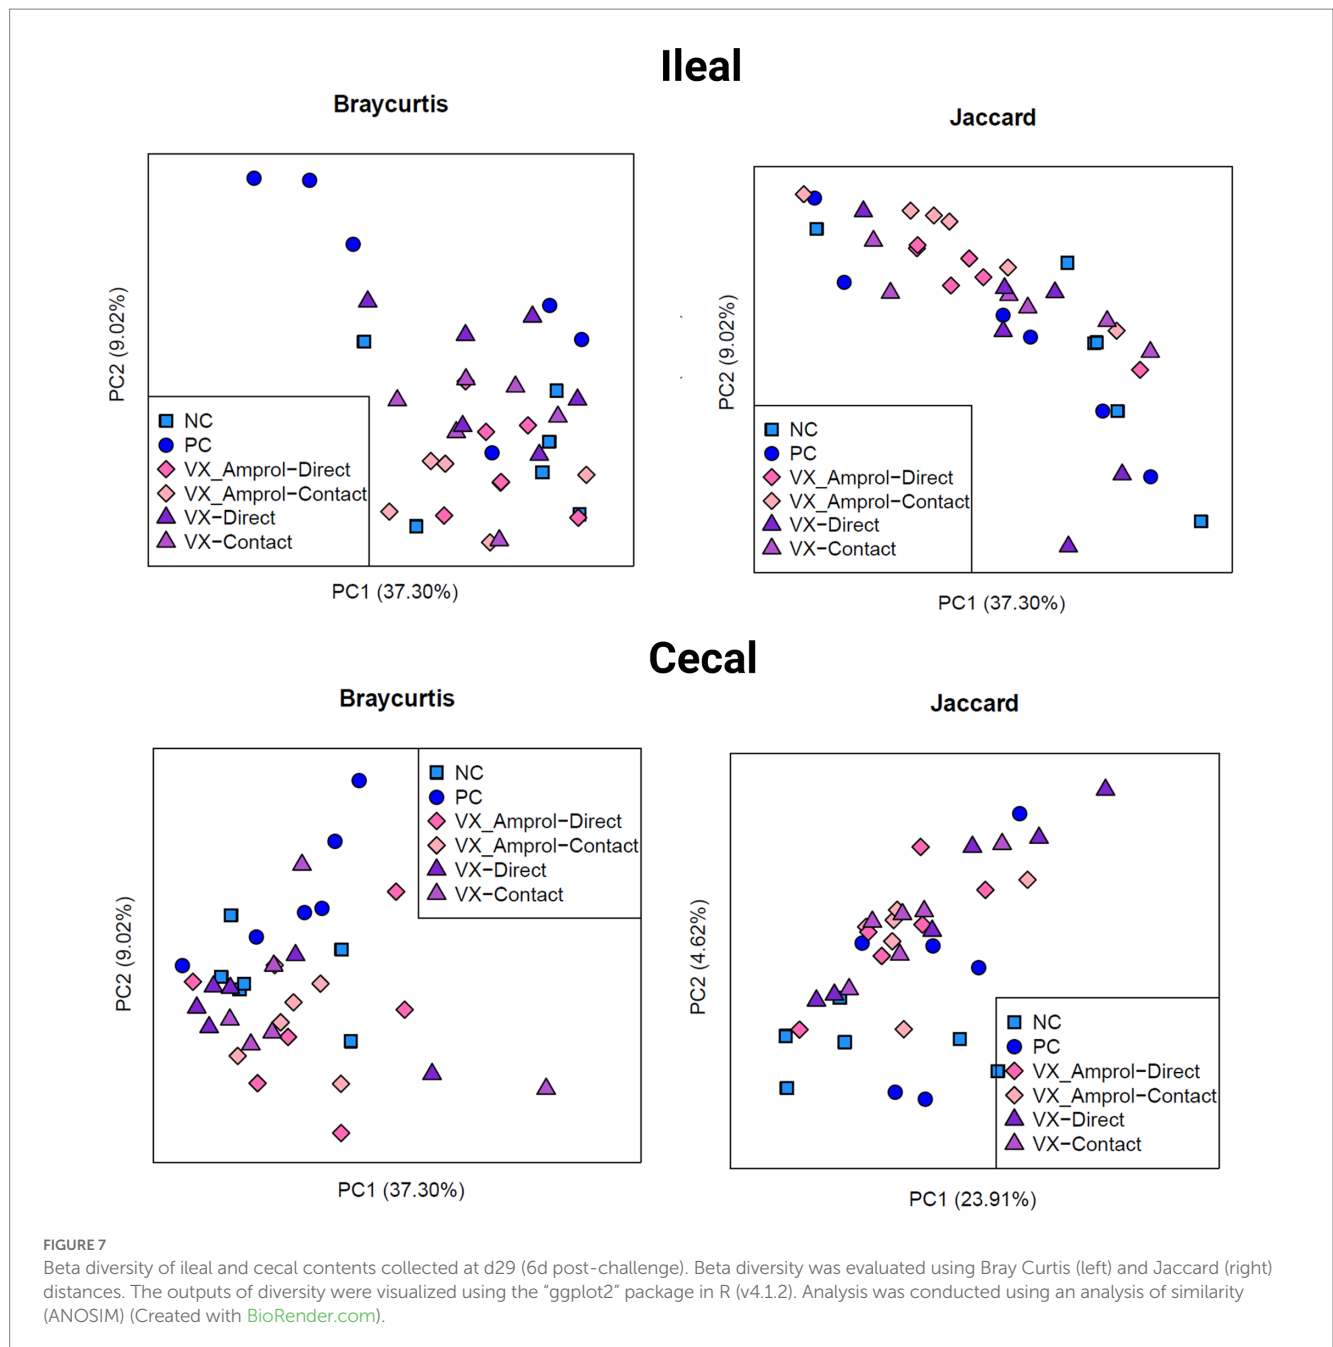 Ileal
Braycurtis
PC2 (9.02%)
NC
PC
VX_Amprol−Direct
VX_Amprol−Contact
VX−Direct
VX−Contact
PC1 (37.30%)
Jaccard
PC2 (9.02%)
NC
PC
VX_Amprol−Direct
VX_Amprol−Contact
VX−Direct
VX−Contact
PC1 (37.30%)
Cecal
Braycurtis
PC2 (9.02%)
NC
PC
VX_Amprol−Direct
VX_Amprol−Contact
VX−Direct
VX−Contact
PC1 (37.30%)
Jaccard
PC2 (4.62%)
NC
PC
VX_Amprol−Direct
VX_Amprol−Contact
VX−Direct
VX−Contact
PC1 (23.91%)
FIGURE 7
Beta diversity of ileal and cecal contents collected at d29 (6d post-challenge). Beta diversity was evaluated using Bray Curtis (left) and Jaccard (right)
distances. The outputs of diversity were visualized using the “ggplot2” package in R (v4.1.2). Analysis was conducted using an analysis of similarity
(ANOSIM) (Created with BioRender.com).